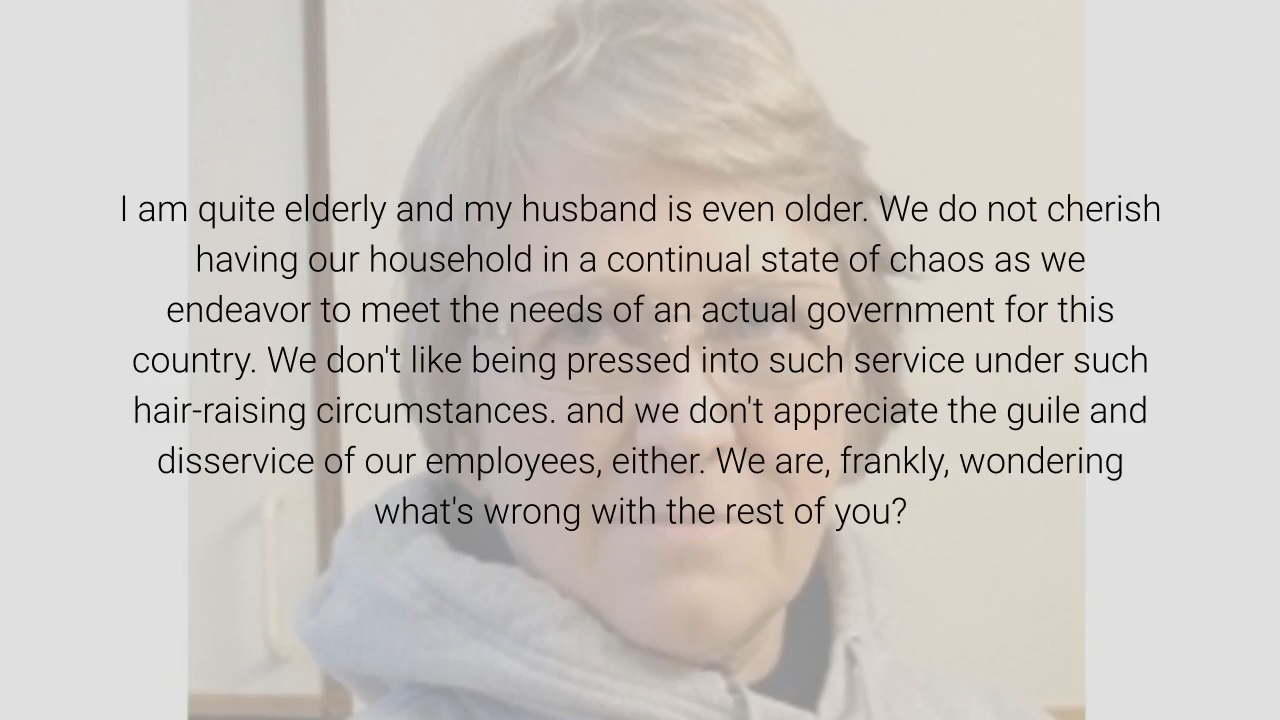 I am quite elderly and my husband is even older. We do not cherish
having our household in a continual state of chaos as we
endeavor to meet the needs of an actual government for this
country. We don't like being pressed into such service under such
hair-raising circumstances. and we don't appreciate the guile and
disservice of our employees, either. We are, frankly, wondering
what's wrong with the rest of you?